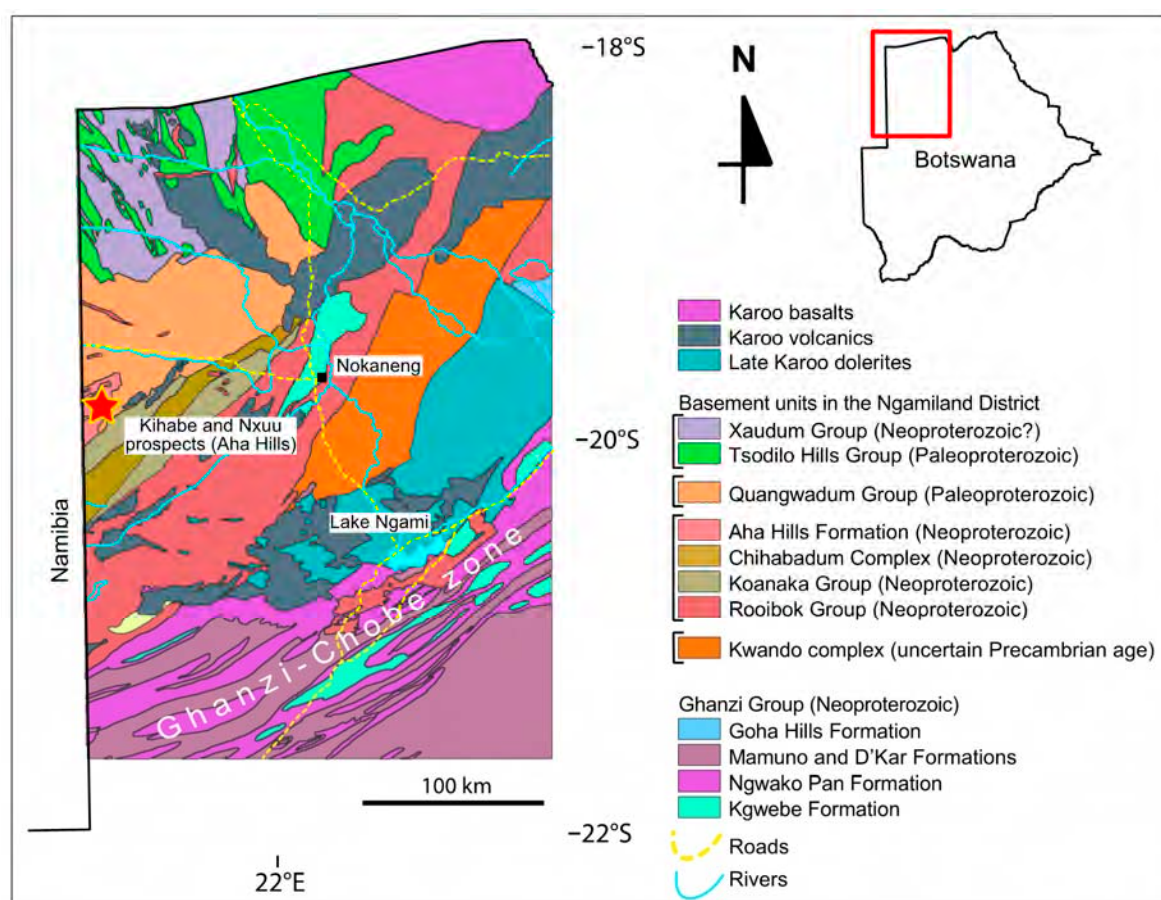 −18°S
N
Botswana
Nokaneng
Kihabe and Nxuu
prospects (Aha Hills)
−20°S
Namibia
Lake Ngami
Ghanzi-Chobe zone
100 km
−22°S
22°E
Karoo basalts
Karoo volcanics
Late Karoo dolerites
Basement units in the Ngamiland District
Xaudum Group (Neoproterozoic?)
Tsodilo Hills Group (Paleoproterozoic)
Quangwadum Group (Paleoproterozoic)
Aha Hills Formation (Neoproterozoic)
Chihabadum Complex (Neoproterozoic)
Koanaka Group (Neoproterozoic)
Rooibok Group (Neoproterozoic)
Kwando complex (uncertain Precambrian age)
Ghanzi Group (Neoproterozoic)
Goha Hills Formation
Mamuno and D'Kar Formations
Ngwako Pan Formation
Kgwebe Formation
Roads
Rivers